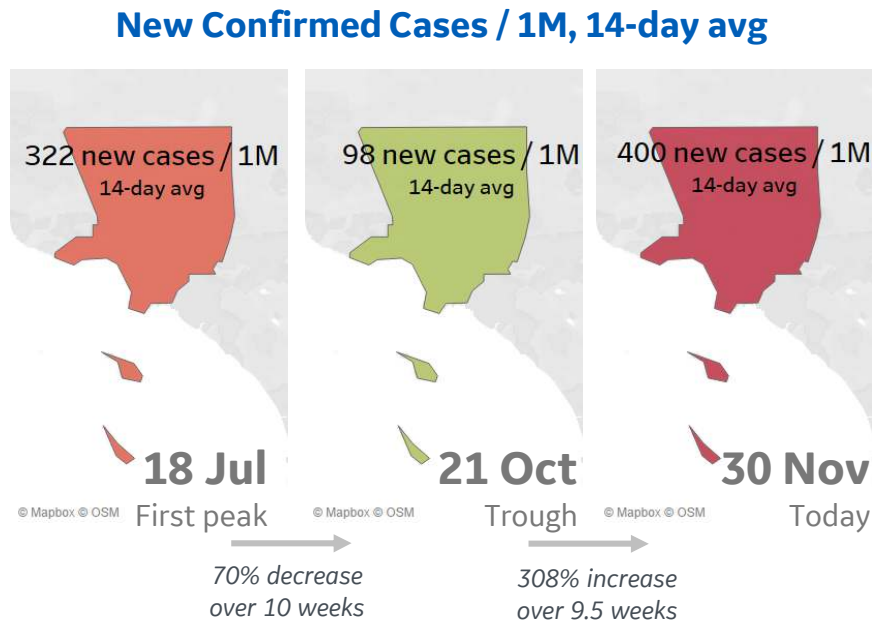 New Confirmed Cases / 1M, 14-day avg
322 new cases / 1M
14-day avg
18 Jul
© Mapbox © OSM
First peak
98 new cases / 1M
14-day avg
21 Oct
© Mapbox © OSM
Trough
400 new cases / 1M
14-day avg
30 Nov
© Mapbox © OSM
Today
70% decrease
over 10 weeks
308% increase
over 9.5 weeks